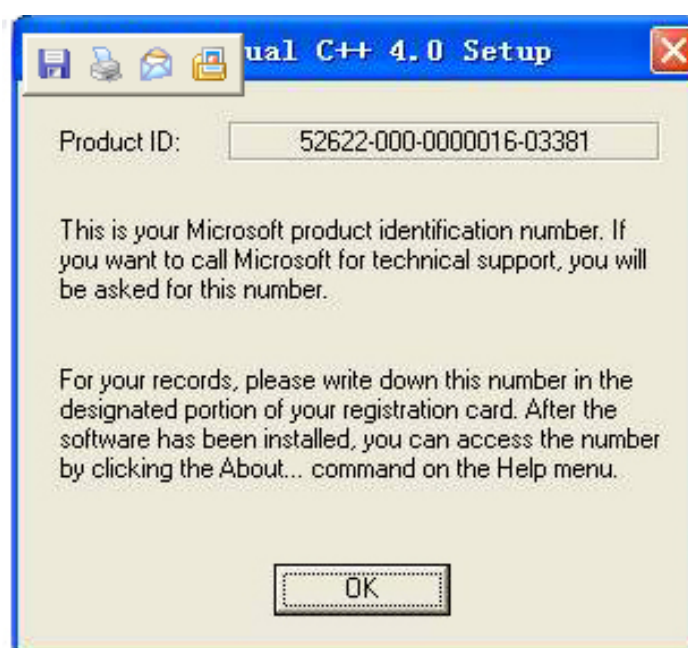 ual C++ 4.0 Setup
Product ID: 52622-000-0000016-03381
This is your Microsoft product identification number. If
you want to call Microsoft for technical support, you will
be asked for this number.
For your records, please write down this number in the
designated portion of your registration card. After the
software has been installed, you can access the number
by clicking the About... command on the Help menu.
OK